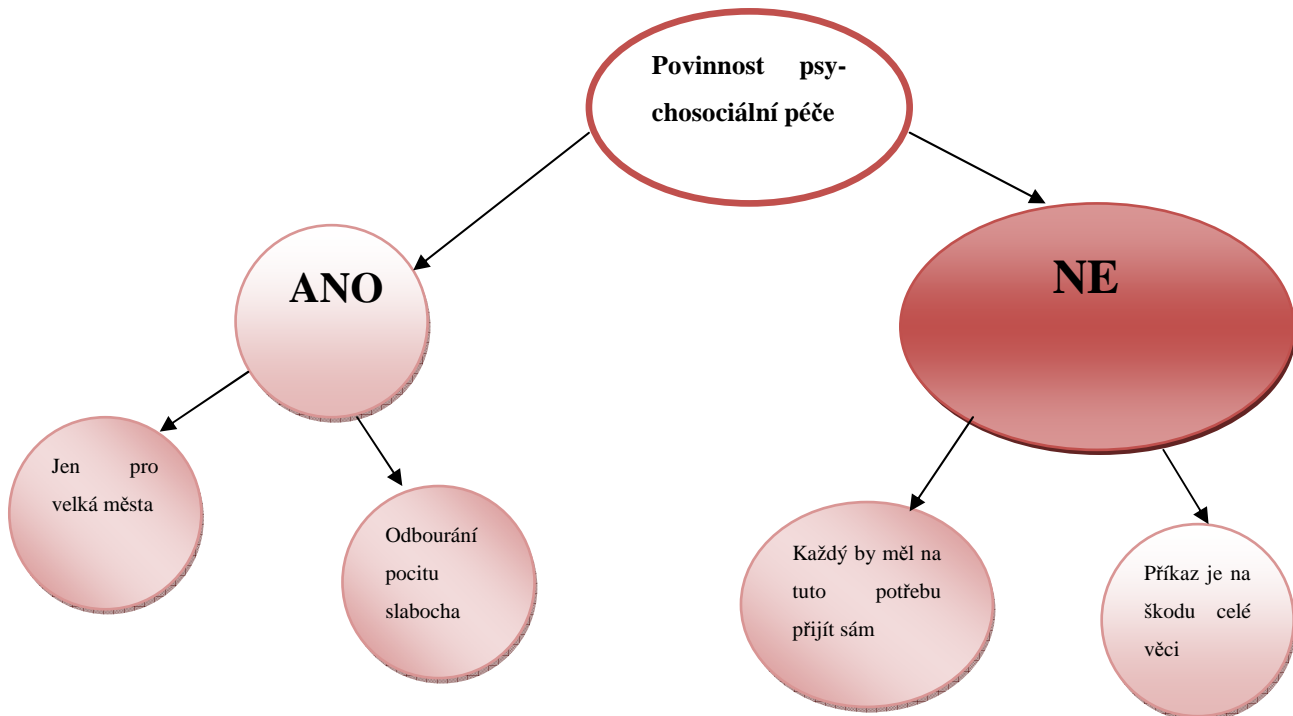 Povinnost psy-
chosociální péče
ANO
NE
Jen pro
velká města
Odbourání
pocitu
slabocha
Každý by měl na
tuto potřebu
přijít sám
Příkaz je na
škodu celé
věci